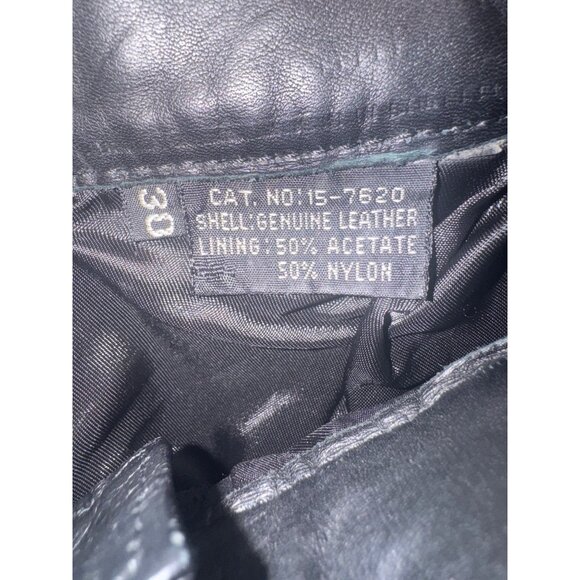 30
CAT. NO:15-7620
SHELL:GENUINE LEATHER
LINING:50% ACETATE
50% NYLON